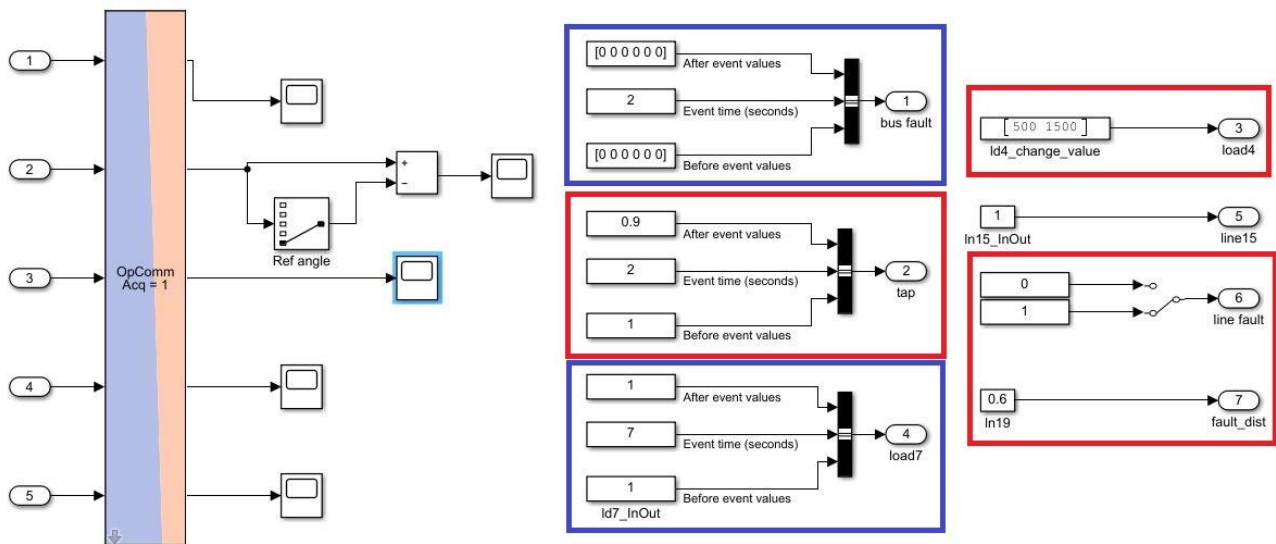 1
2
3
4
5
OpComm
Acq = 1
+
−
Ref angle
[0 0 0 0 0 0]
After event values
2
Event time (seconds)
[0 0 0 0 0 0]
Before event values
1
bus fault
0.9
After event values
2
Event time (seconds)
1
Before event values
2
tap
1
After event values
7
Event time (seconds)
1
Before event values
ld7_InOut
4
load7
[ 500 1500 ]
ld4_change_value
3
load4
1
ln15_InOut
5
line15
0
1
6
line fault
0.6
ln19
7
fault_dist